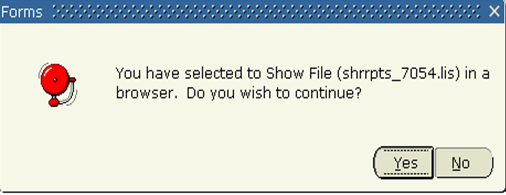 Forms
You have selected to Show File (shrrpts_7054.lis) in a
browser. Do you wish to continue?
Yes No